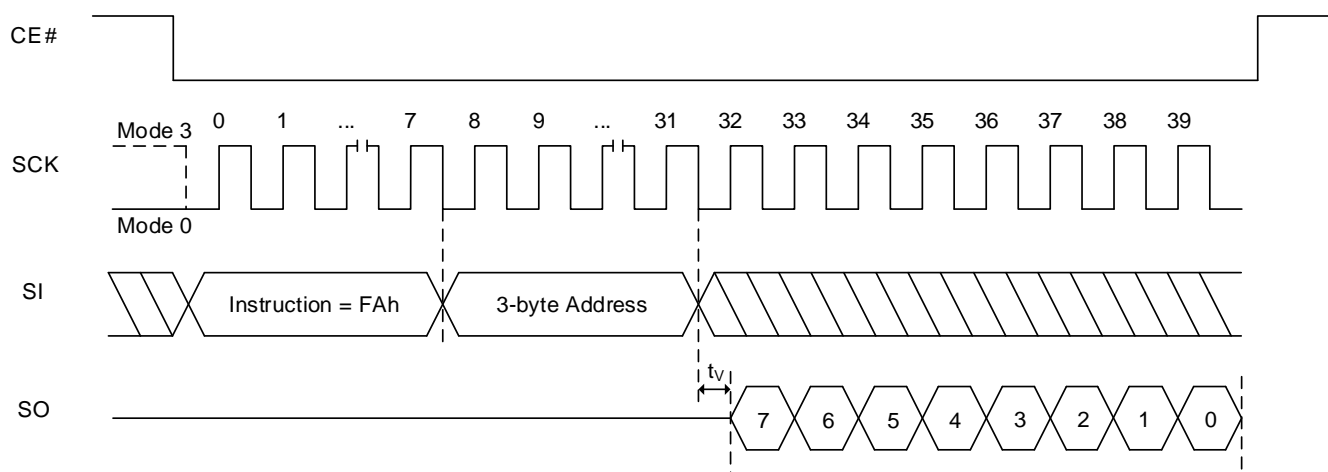 CE#
Mode 3 0 1 ... 7 8 9 ... 31 32 33 34 35 36 37 38 39
SCK
Mode 0
SI Instruction = FAh 3-byte Address
tV
SO 7 6 5 4 3 2 1 0